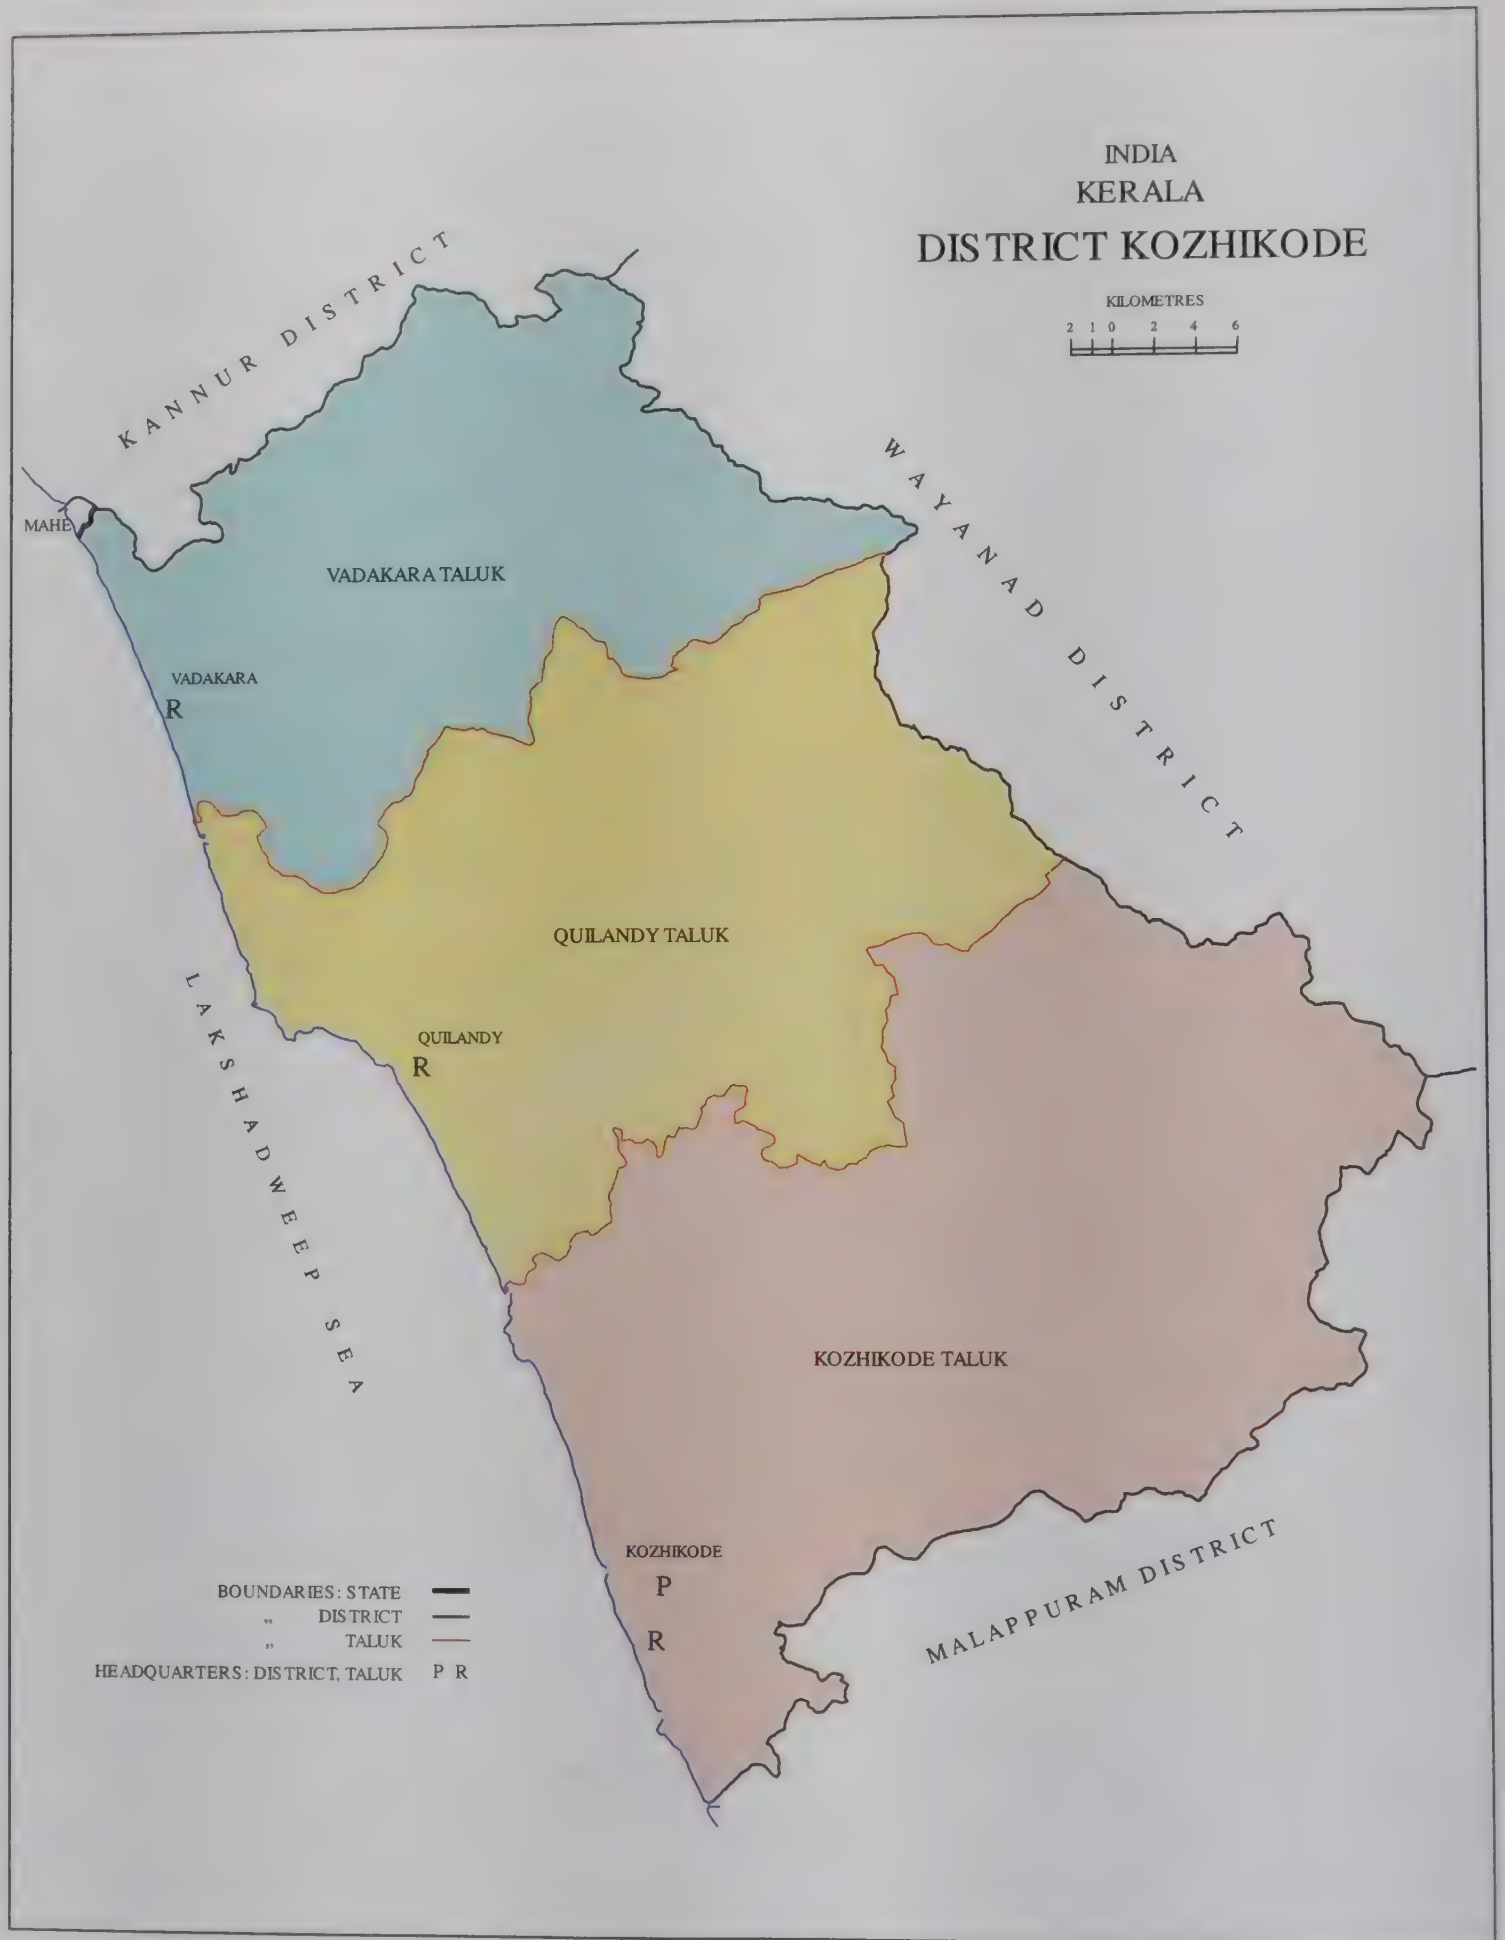 INDIA
KERALA
DISTRICT KOZHIKODE
KILOMETRES
2 1 0 2 4 6
KANNUR DISTRICT
WAYANAD DISTRICT
MAHE
VADAKARA TALUK
VADAKARA
R
QUILANDY TALUK
LAKSHADWEEP SEA
QUILANDY
R
KOZHIKODE TALUK
KOZHIKODE
P
R
MALAPPURAM DISTRICT
BOUNDARIES: STATE
„ DISTRICT
„ TALUK
HEADQUARTERS: DISTRICT, TALUK P R